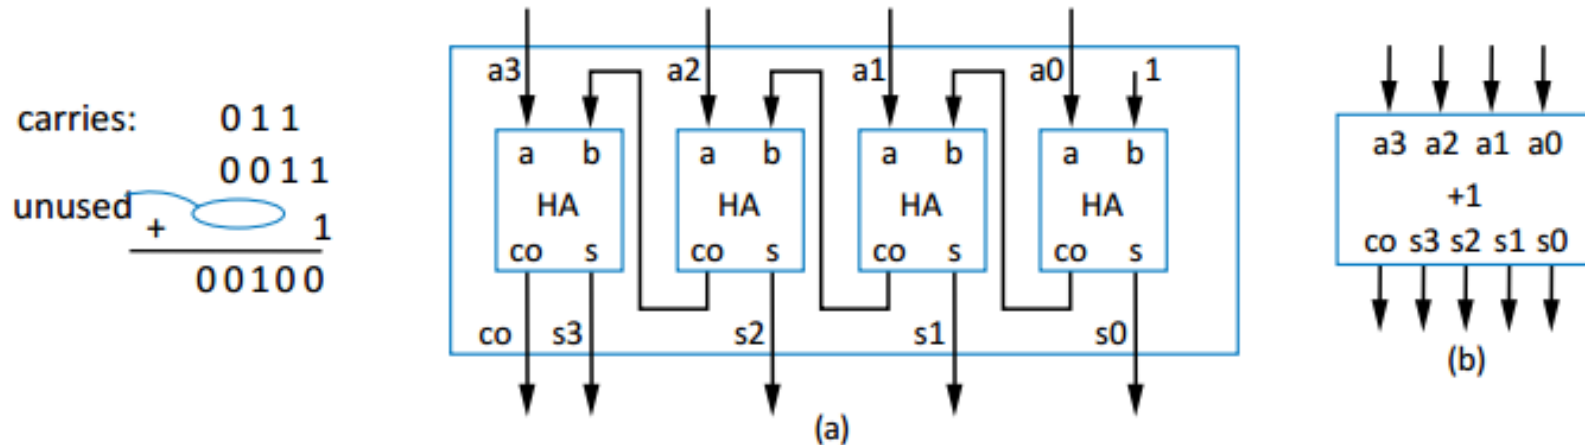 carries: 0 1 1
0 0 1 1
unused
+ 1
0 0 1 0 0
a3 a2 a1 a0 1
a b a b a b a b
HA HA HA HA
co s co s co s co s
co s3 s2 s1 s0
(a)
a3 a2 a1 a0
+1
co s3 s2 s1 s0
(b)